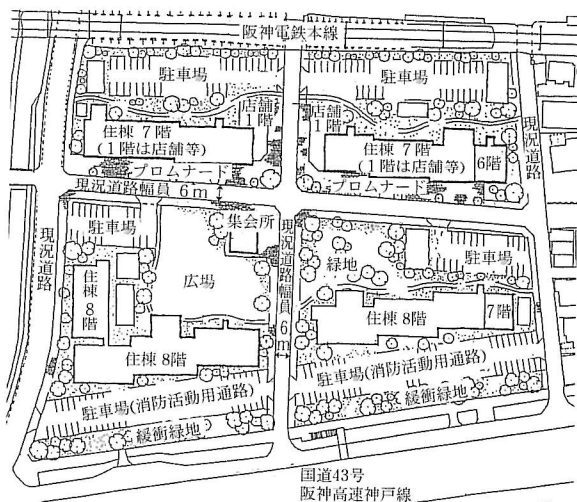 阪神電鉄本線
駐車場
駐車場
店舗
1階
店舗
1階
住棟 7階
(1階は店舗等)
住棟 7階
(1階は店舗等)
6階
現況道路
プロムナード
プロムナード
現況道路幅員 6m
現況道路
駐車場
集会所
現況道路幅員 6m
緑地
駐車場
広場
住棟 8階
住棟 8階
住棟 8階
7階
駐車場(消防活動用通路)
駐車場(消防活動用通路)
緩衝緑地
緩衝緑地
国道43号
阪神高速神戸線